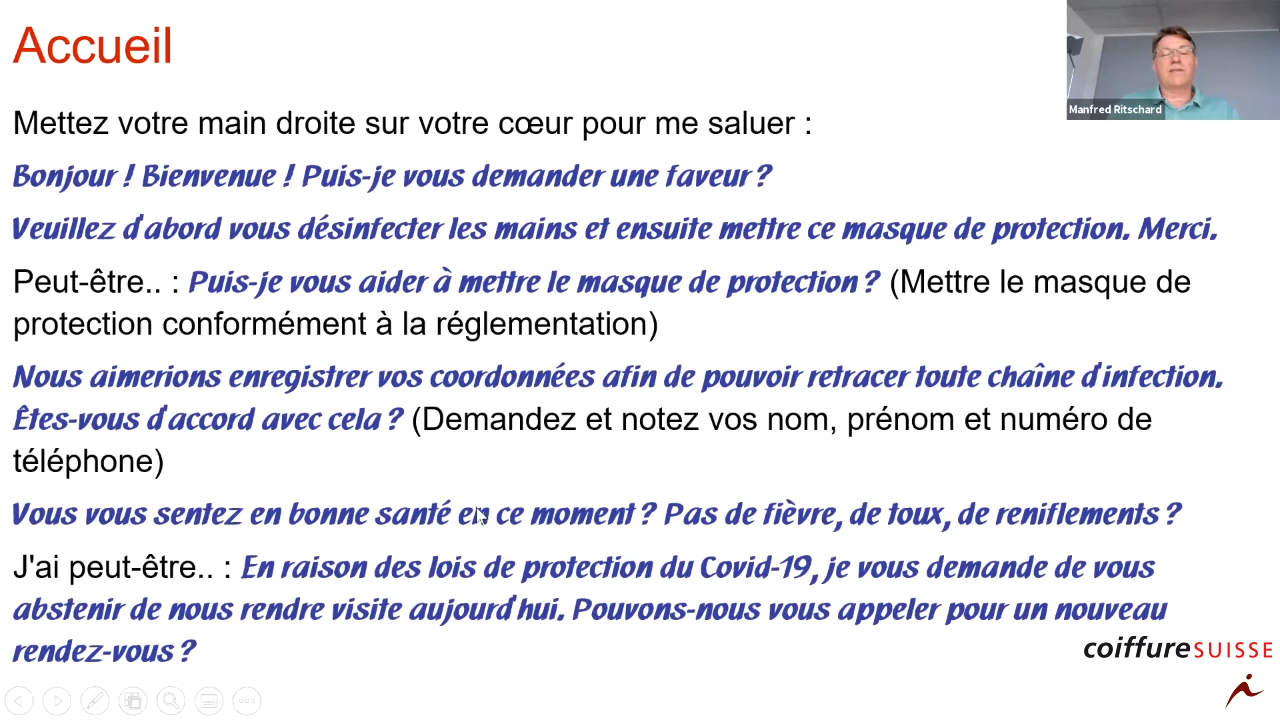 Accueil
Manfred Ritschard
Mettez votre main droite sur votre cœur pour me saluer :
Bonjour ! Bienvenue ! Puis-je vous demander une faveur ?
Veuillez d'abord vous désinfecter les mains et ensuite mettre ce masque de protection. Merci.
Peut-être.. : Puis-je vous aider à mettre le masque de protection ? (Mettre le masque de
protection conformément à la réglementation)
Nous aimerions enregistrer vos coordonnées afin de pouvoir retracer toute chaîne d'infection.
Êtes-vous d'accord avec cela ? (Demandez et notez vos nom, prénom et numéro de
téléphone)
Vous vous sentez en bonne santé en ce moment ? Pas de fièvre, de toux, de reniflements ?
J'ai peut-être.. : En raison des lois de protection du Covid-19, je vous demande de vous
abstenir de nous rendre visite aujourd'hui. Pouvons-nous vous appeler pour un nouveau
rendez-vous ?
coiffureSUISSE